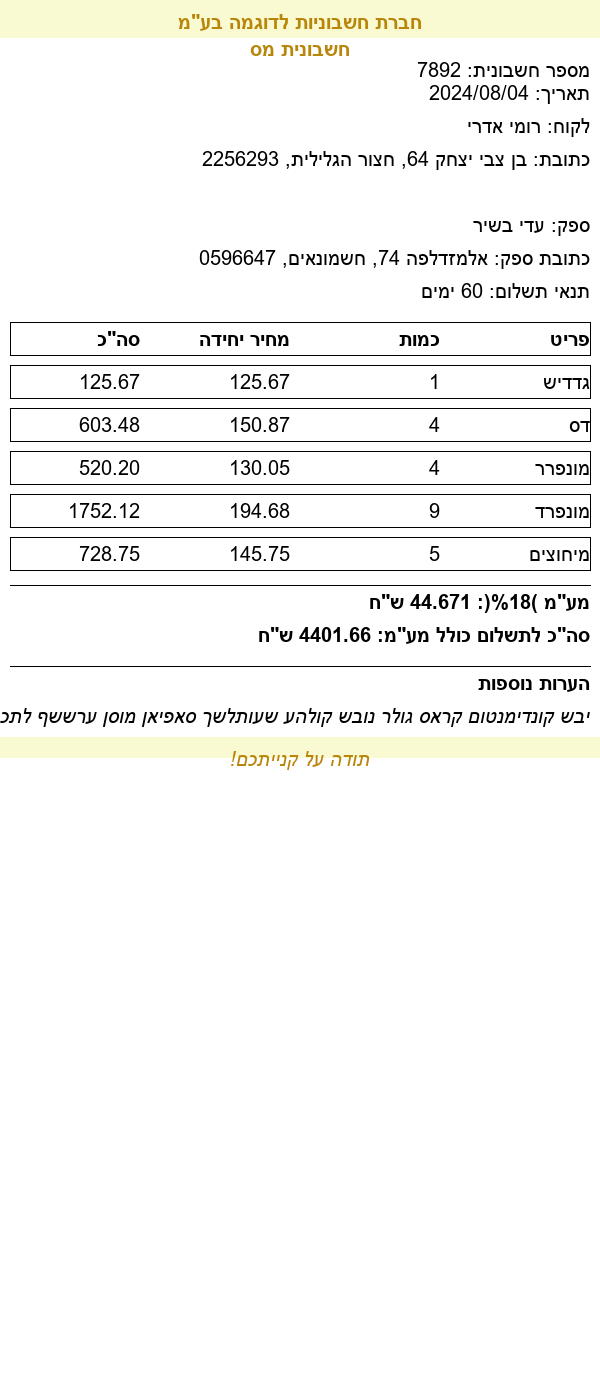 חברת חשבוניות לדוגמה בע"מ
חשבונית מס
מספר חשבונית: 7892
תאריך: 2024/08/04
לקוח: רומי אדרי
כתובת: בן צבי יצחק 64, חצור הגלילית, 2256293
ספק: עדי בשיר
כתובת ספק: אלמזדלפה 74, חשמונאים, 0596647
תנאי תשלום: 60 ימים
פריט כמות מחיר יחידה סה"כ
גדדיש 1 125.67 125.67
דס 4 150.87 603.48
מונפרר 4 130.05 520.20
מונפרד 9 194.68 1752.12
מיחוצים 5 145.75 728.75
מע"מ )18%(: 44.671 ש"ח
סה"כ לתשלום כולל מע"מ: 4401.66 ש"ח
הערות נוספות
יבש קונדימנטום קראס גולר נובש קולהע שעותלשך סאפיאן מוסן ערששף לתכ
תודה על קנייתכם!